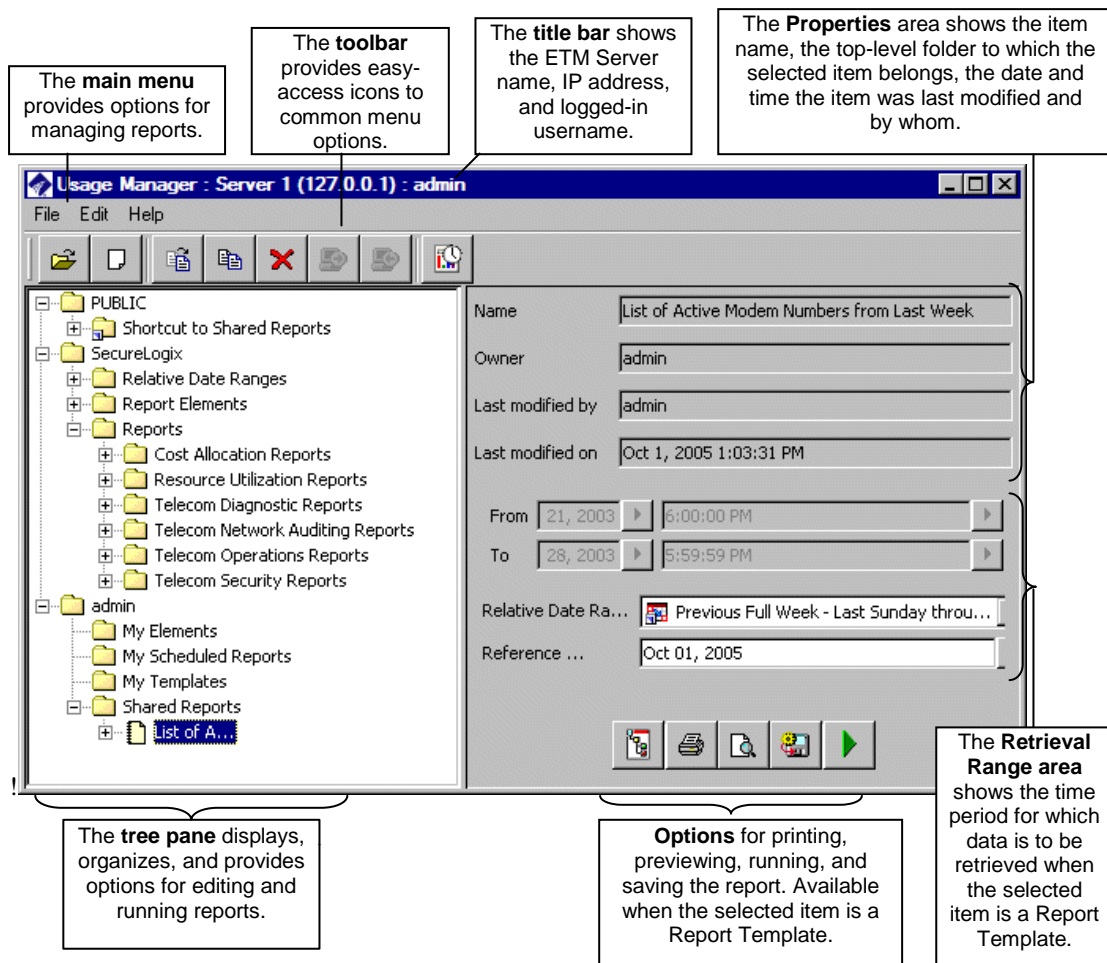 The main menu
provides options for
managing reports.
The toolbar
provides easy-
access icons to
common menu
options.
The title bar shows
the ETM Server
name, IP address,
and logged-in
username.
The Properties area shows the item
name, the top-level folder to which the
selected item belongs, the date and
time the item was last modified and
by whom.
Usage Manager : Server 1 (127.0.0.1) : admin
File Edit Help
PUBLIC
Shortcut to Shared Reports
SecureLogix
Relative Date Ranges
Report Elements
Reports
Cost Allocation Reports
Resource Utilization Reports
Telecom Diagnostic Reports
Telecom Network Auditing Reports
Telecom Operations Reports
Telecom Security Reports
admin
My Elements
My Scheduled Reports
My Templates
Shared Reports
List of A...
Name List of Active Modem Numbers from Last Week
Owner admin
Last modified by admin
Last modified on Oct 1, 2005 1:03:31 PM
From 21, 2003 6:00:00 PM
To 28, 2003 5:59:59 PM
Relative Date Ra... Previous Full Week - Last Sunday throu...
Reference ... Oct 01, 2005
!
The tree pane displays,
organizes, and provides
options for editing and
running reports.
Options for printing,
previewing, running, and
saving the report. Available
when the selected item is a
Report Template.
The Retrieval
Range area
shows the time
period for which
data is to be
retrieved when
the selected
item is a Report
Template.